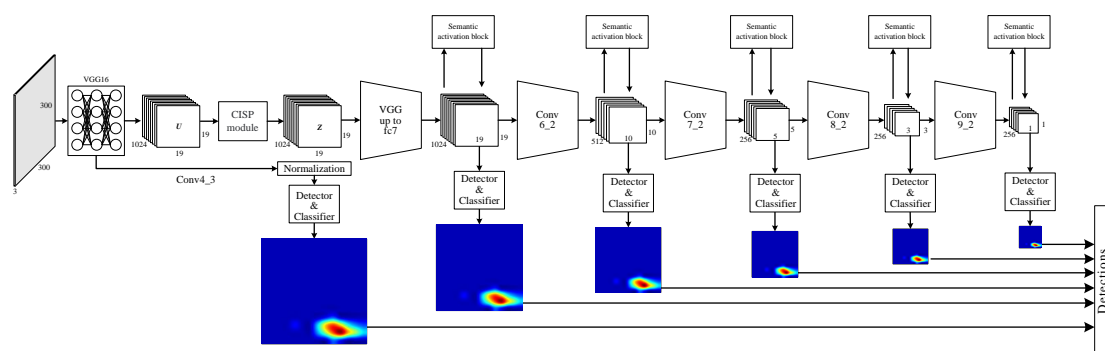 Semantic
activation block
Semantic
activation block
Semantic
activation block
Semantic
activation block
Semantic
activation block
VGG16
300
300
3
U
1024
19
19
CISP
module
Z
1024
19
19
VGG
up to
fc7
19
19
1024
Conv
6_2
10
10
512
Conv
7_2
5
5
256
Conv
8_2
3
3
256
Conv
9_2
1
1
256
Conv4_3
Normalization
Detector
&
Classifier
Detector
&
Classifier
Detector
&
Classifier
Detector
&
Classifier
Detector
&
Classifier
Detector
&
Classifier
Detections